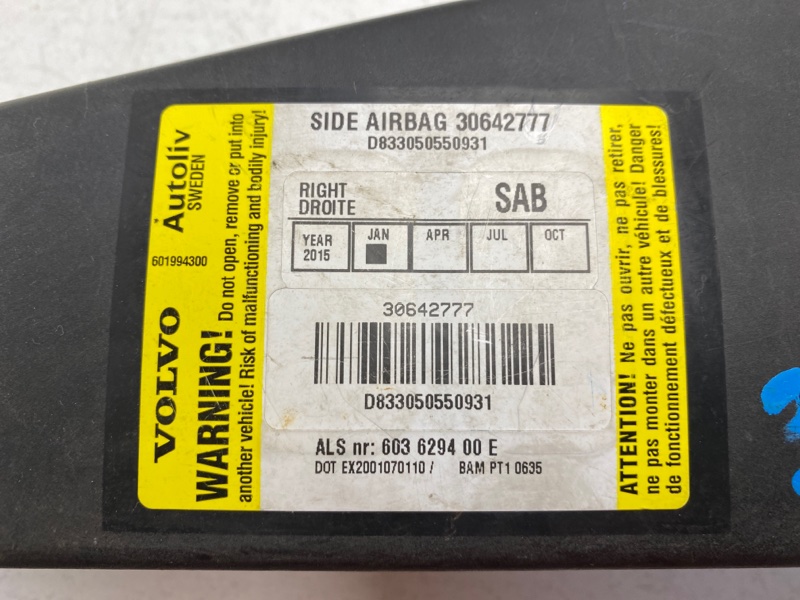 VOLVO
Autoliv
SWEDEN
601994300
WARNING! Do not open, remove or put into
another vehicle! Risk of malfunctioning and bodily injury!
SIDE AIRBAG 30642777
D833050550931
RIGHT
DROITE
SAB
YEAR
2015
JAN
APR
JUL
OCT
30642777
D833050550931
ALS nr: 603 6294 00 E
DOT EX2001070110 / BAM PT1 0635
ATTENTION! Ne pas ouvrir, ne pas retirer,
ne pas monter dans un autre véhicule! Danger
de fonctionnement défectueux et de blessures!